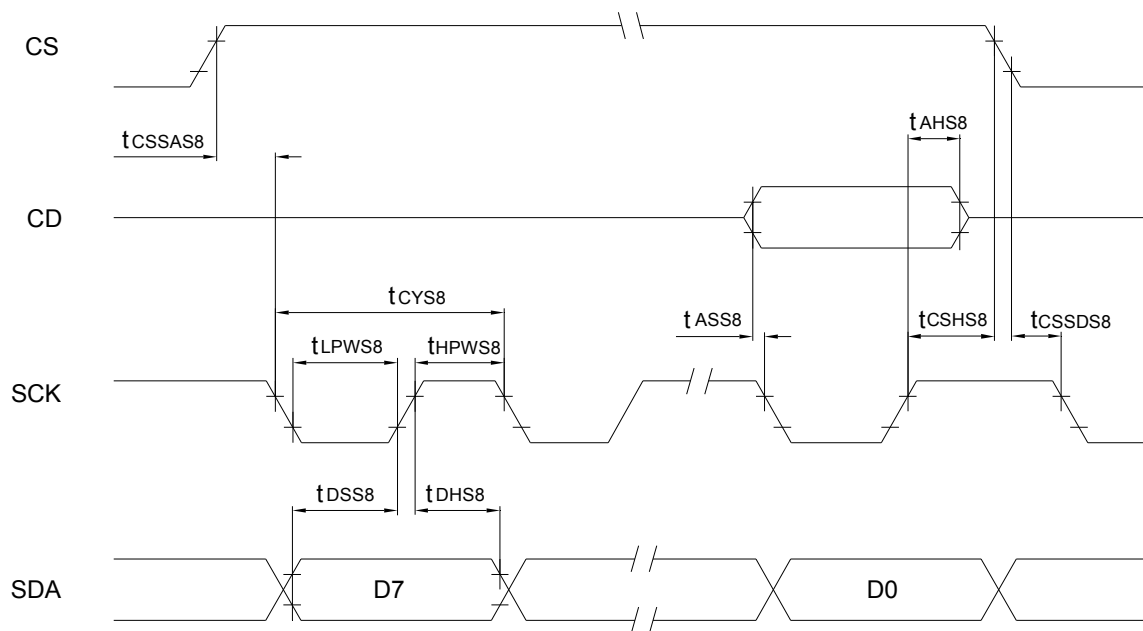 CS
tCSSAS8
tAHS8
CD
tCYS8
tASS8
tCSHS8
tCSSDS8
tLPWS8
tHPWS8
SCK
tDSS8
tDHS8
SDA
D7
D0